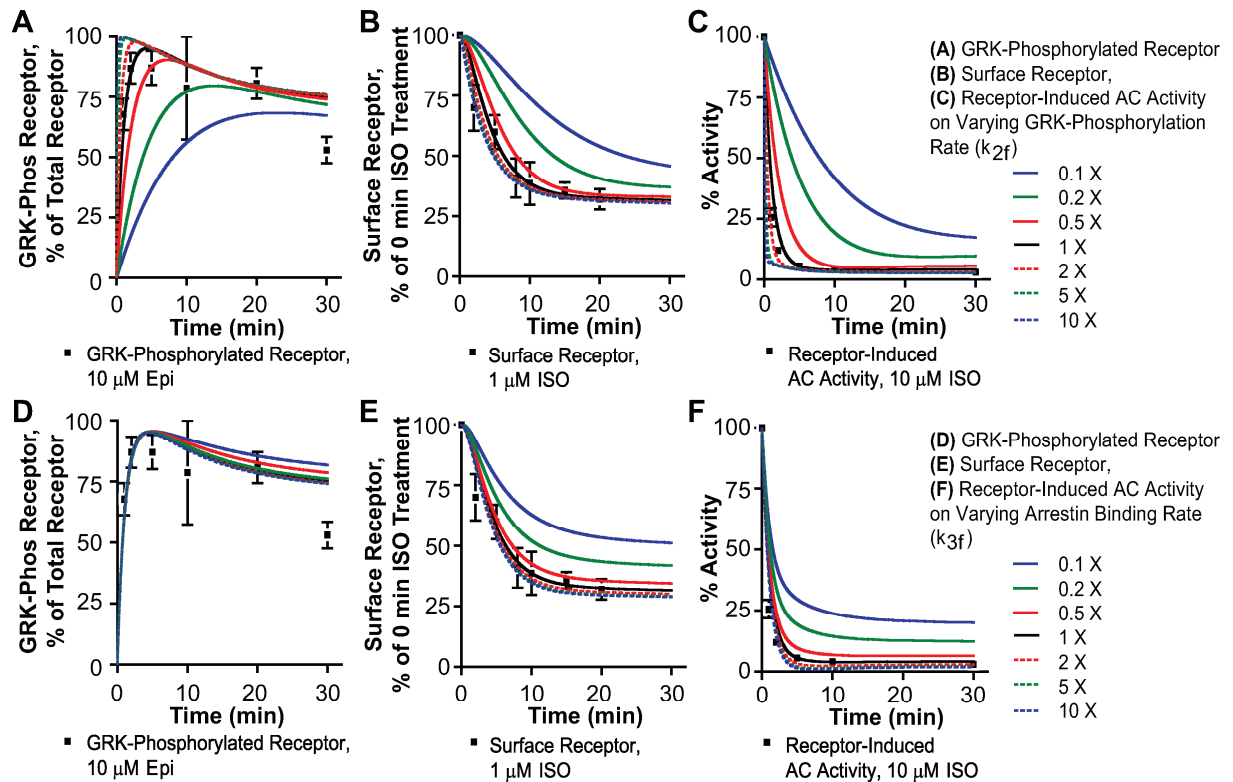 A
GRK-Phos Receptor,
% of Total Receptor
100
75
50
25
0
0 10 20 30
Time (min)
GRK-Phosphorylated Receptor,
10 μM Epi
B
Surface Receptor,
% of 0 min ISO Treatment
100
75
50
25
0
0 10 20 30
Time (min)
Surface Receptor,
1 μM ISO
C
% Activity
100
75
50
25
0
0 10 20 30
Time (min)
Receptor-Induced
AC Activity, 10 μM ISO
(A) GRK-Phosphorylated Receptor
(B) Surface Receptor,
(C) Receptor-Induced AC Activity
on Varying GRK-Phosphorylation
Rate (k2f)
0.1 X
0.2 X
0.5 X
1 X
2 X
5 X
10 X
D
GRK-Phos Receptor,
% of Total Receptor
100
75
50
25
0
0 10 20 30
Time (min)
GRK-Phosphorylated Receptor,
10 μM Epi
E
Surface Receptor,
% of 0 min ISO Treatment
100
75
50
25
0
0 10 20 30
Time (min)
Surface Receptor,
1 μM ISO
F
% Activity
100
75
50
25
0
0 10 20 30
Time (min)
Receptor-Induced
AC Activity, 10 μM ISO
(D) GRK-Phosphorylated Receptor
(E) Surface Receptor,
(F) Receptor-Induced AC Activity
on Varying Arrestin Binding Rate
(k3f)
0.1 X
0.2 X
0.5 X
1 X
2 X
5 X
10 X